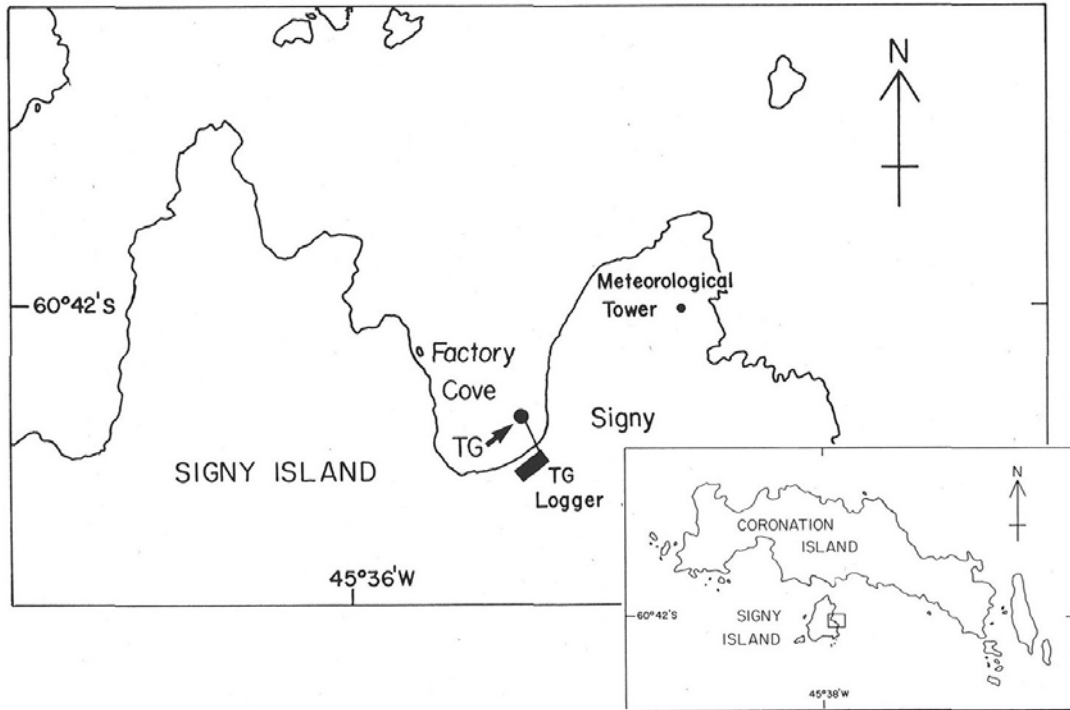 N
Meteorological
Tower
60°42'S
Factory
Cove
Signy
TG
SIGNY ISLAND
TG
Logger
45°36'W
N
CORONATION
ISLAND
60°42'S
SIGNY
ISLAND
45°38'W